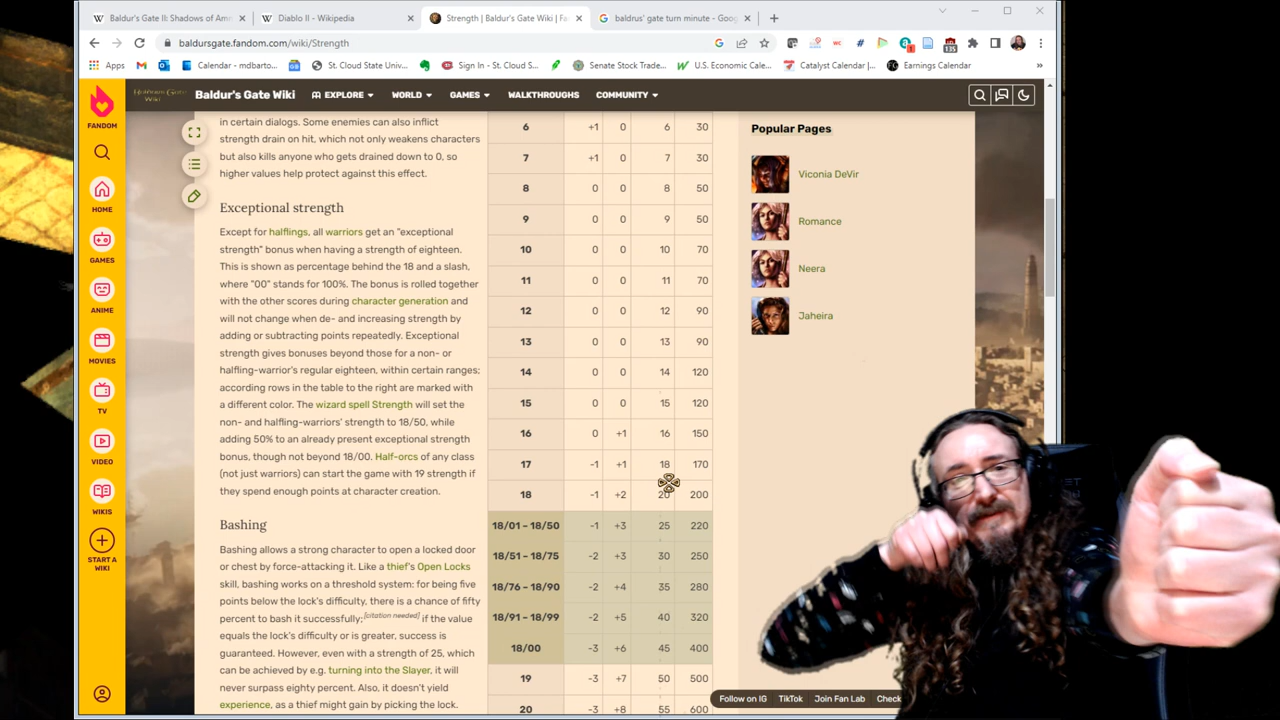 Baldur's Gate II: Shadows of Am
Diablo II - Wikipedia
Strength | Baldur's Gate Wiki | Fa
baldrus' gate turn minute - Goog
baldursgate.fandom.com/wiki/Strength
135
Apps
Calendar - mdbarto...
St. Cloud State Univ...
Sign In - St. Cloud S...
Senate Stock Trade...
U.S. Economic Cale...
Catalyst Calendar |...
Earnings Calendar
»
FANDOM
HOME
GAMES
ANIME
MOVIES
TV
VIDEO
WIKIS
START A
WIKI
Baldur's Gate Wiki
EXPLORE
WORLD
GAMES
WALKTHROUGHS
COMMUNITY
in certain dialogs. Some enemies can also inflict
strength drain on hit, which not only weakens characters
but also kills anyone who gets drained down to 0, so
higher values help protect against this effect.
Exceptional strength
Except for halflings, all warriors get an "exceptional
strength" bonus when having a strength of eighteen.
This is shown as percentage behind the 18 and a slash,
where "00" stands for 100%. The bonus is rolled together
with the other scores during character generation and
will not change when de- and increasing strength by
adding or subtracting points repeatedly. Exceptional
strength gives bonuses beyond those for a non- or
halfling-warrior's regular eighteen, within certain ranges;
according rows in the table to the right are marked with
a different color. The wizard spell Strength will set the
non- and halfling-warriors' strength to 18/50, while
adding 50% to an already present exceptional strength
bonus, though not beyond 18/00. Half-orcs of any class
(not just warriors) can start the game with 19 strength if
they spend enough points at character creation.
Bashing
Bashing allows a strong character to open a locked door
or chest by force-attacking it. Like a thief's Open Locks
skill, bashing works on a threshold system: for being five
points below the lock's difficulty, there is a chance of fifty
percent to bash it successfully;[citation needed] if the value
equals the lock's difficulty or is greater, success is
guaranteed. However, even with a strength of 25, which
can be achieved by e.g. turning into the Slayer, it will
never surpass eighty percent. Also, it doesn't yield
experience, as a thief might gain by picking the lock.
6 +1 0 6 30
7 +1 0 7 30
8 0 0 8 50
9 0 0 9 50
10 0 0 10 70
11 0 0 11 70
12 0 0 12 90
13 0 0 13 90
14 0 0 14 120
15 0 0 15 120
16 0 +1 16 150
17 -1 +1 18 170
18 -1 +2 20 200
18/01 – 18/50 -1 +3 25 220
18/51 – 18/75 -2 +3 30 250
18/76 – 18/90 -2 +4 35 280
18/91 – 18/99 -2 +5 40 320
18/00 -3 +6 45 400
19 -3 +7 50 500
20 -3 +8 55 600
Popular Pages
Viconia DeVir
Romance
Neera
Jaheira
Follow on IG
TikTok
Join Fan Lab
Check